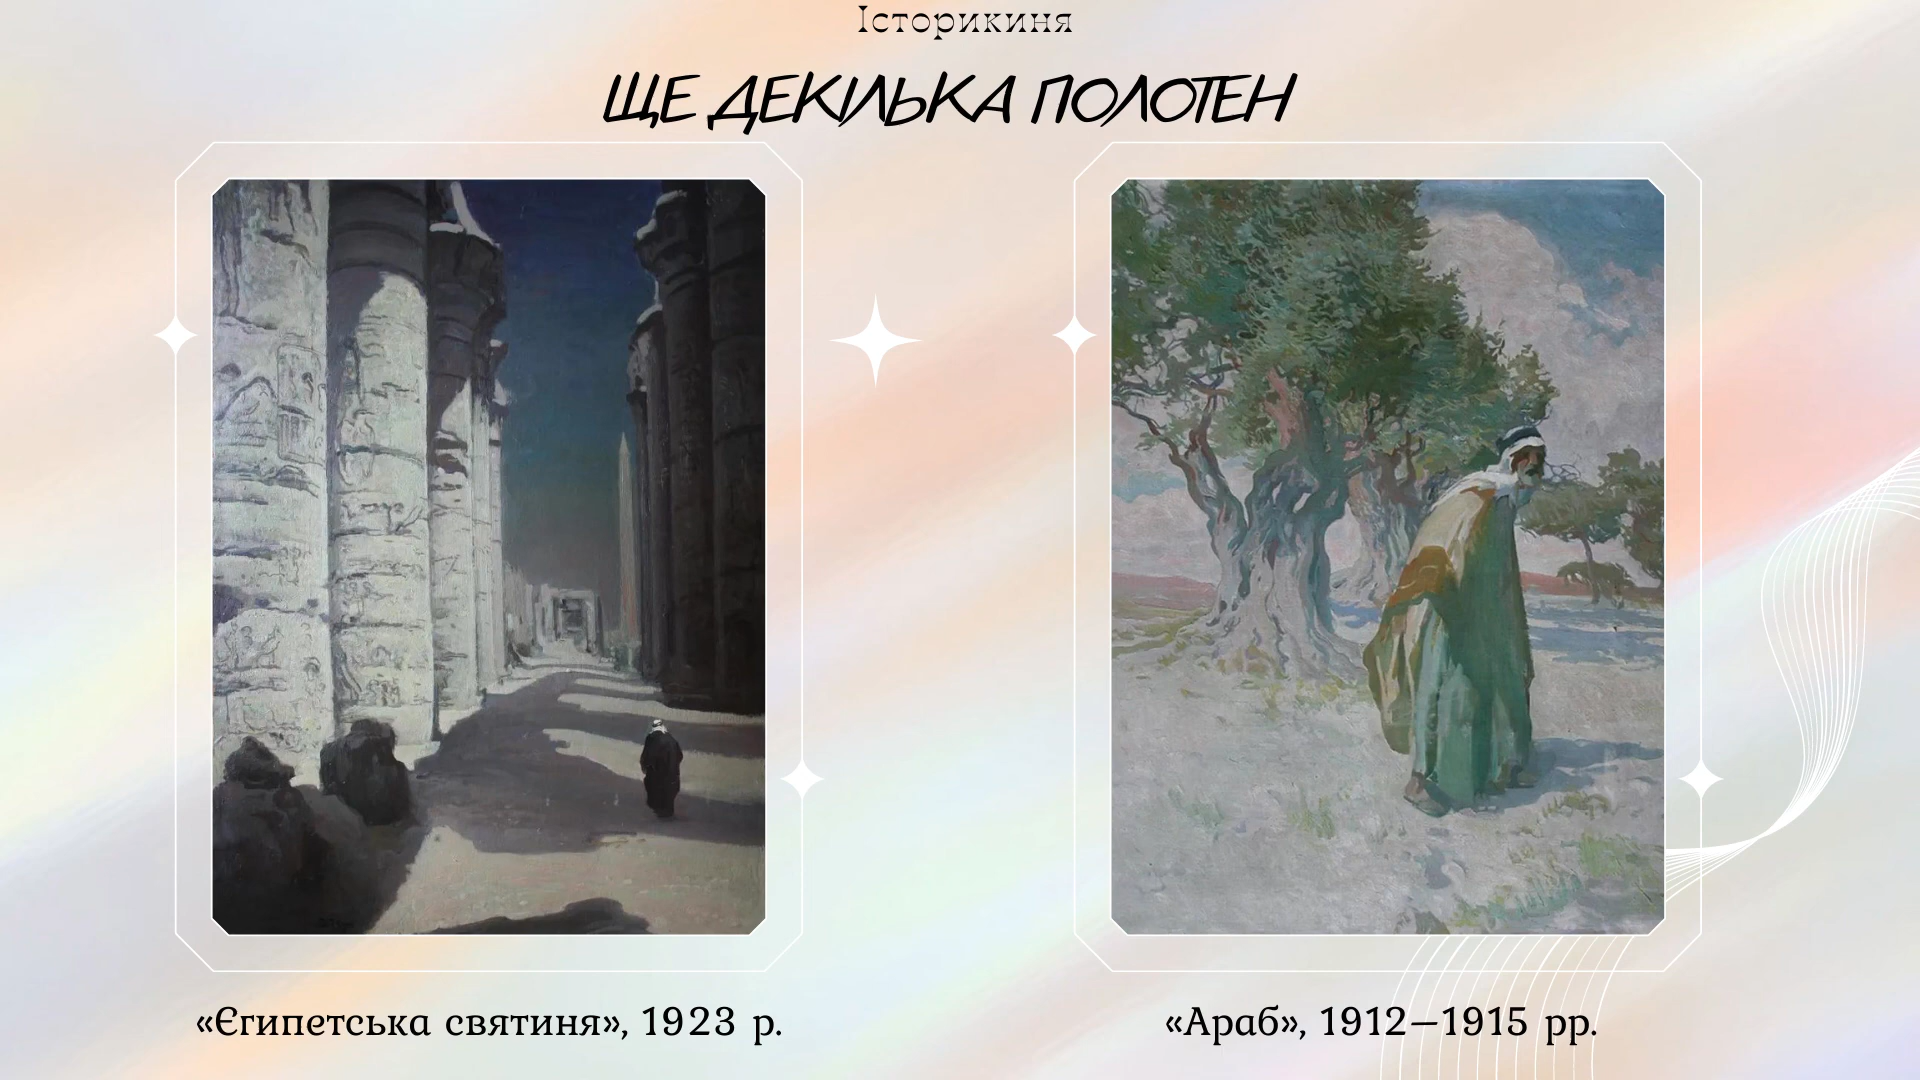 Історикиня
ЩЕ ДЕКІЛЬКА ПОЛОТЕН
«Єгипетська святиня», 1923 р.
«Араб», 1912–1915 рр.